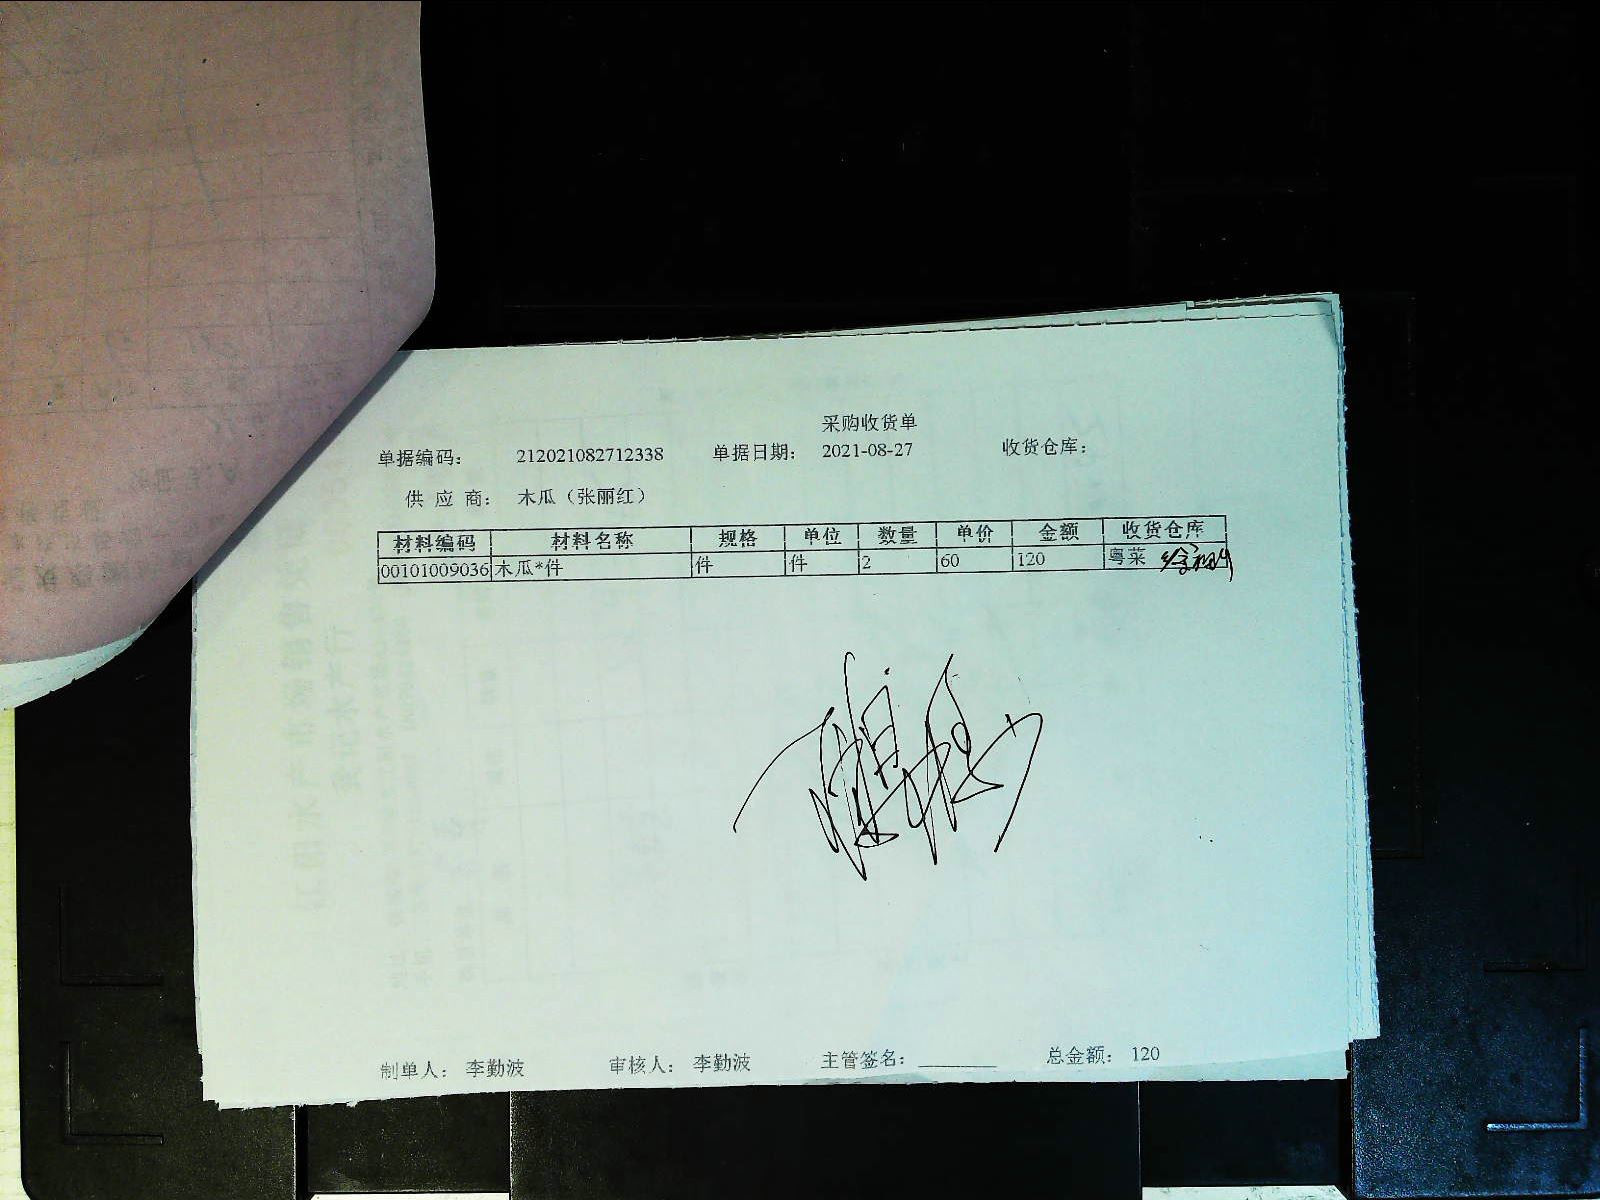 采购收货单
单据编码： 212021082712338 单据日期： 2021-08-27 收货仓库：
供 应 商： 木瓜（张丽红）
材料编码 材料名称 规格 单位 数量 单价 金额 收货仓库
00101009036 木瓜*件 件 件 2 60 120 粤菜
制单人： 李勤波 审核人： 李勤波 主管签名： 总金额： 120